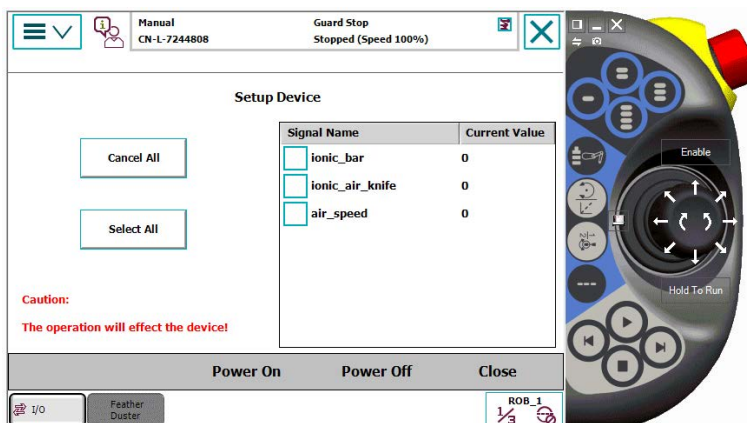 Manual
CN-L-7244808
Guard Stop
Stopped (Speed 100%)
Setup Device
Cancel All
Select All
Signal Name Current Value
ionic_bar 0
ionic_air_knife 0
air_speed 0
Caution:
The operation will effect the device!
Power On Power Off Close
I/O
Feather
Duster
ROB_1
1/3
Enable
Hold To Run